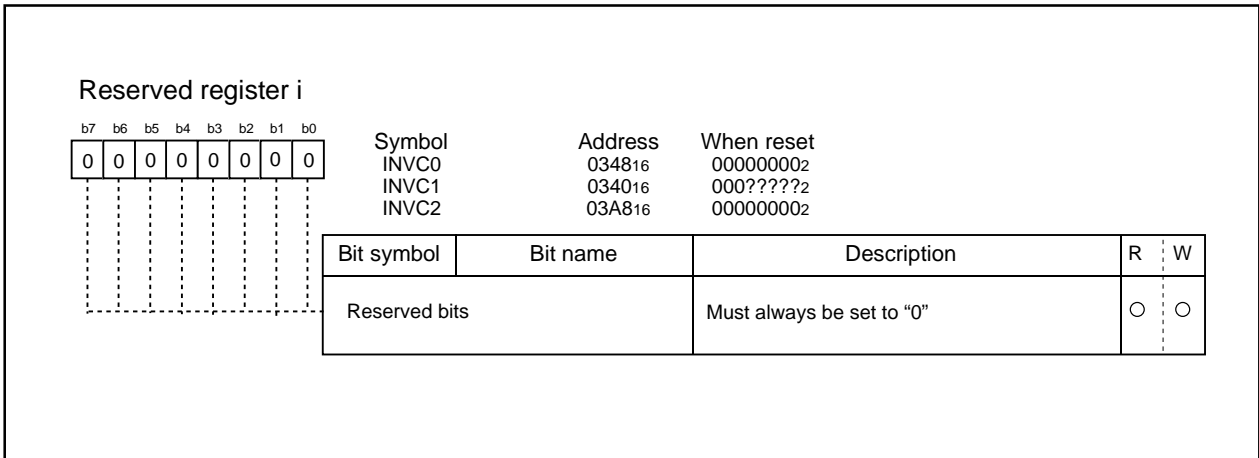 Reserved register i
b7 b6 b5 b4 b3 b2 b1 b0
0 0 0 0 0 0 0 0
Symbol Address When reset
INVC0 034816 000000002
INVC1 034016 000?????2
INVC2 03A816 000000002
Bit symbol Bit name Description R W
Reserved bits Must always be set to “0” ○ ○